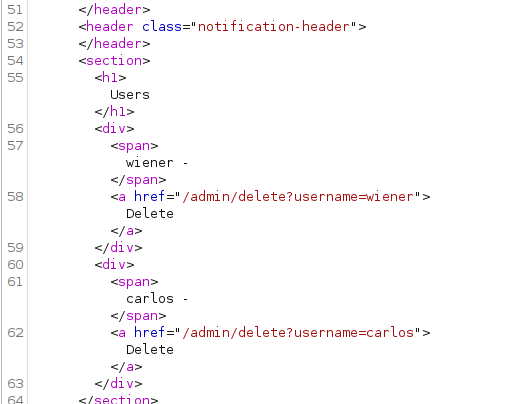 51 </header>
52 <header class="notification-header">
53 </header>
54 <section>
55 <h1>
Users
</h1>
56 <div>
57 <span>
wiener -
</span>
58 <a href="/admin/delete?username=wiener">
Delete
</a>
59 </div>
60 <div>
61 <span>
carlos -
</span>
62 <a href="/admin/delete?username=carlos">
Delete
</a>
63 </div>
64 </section>